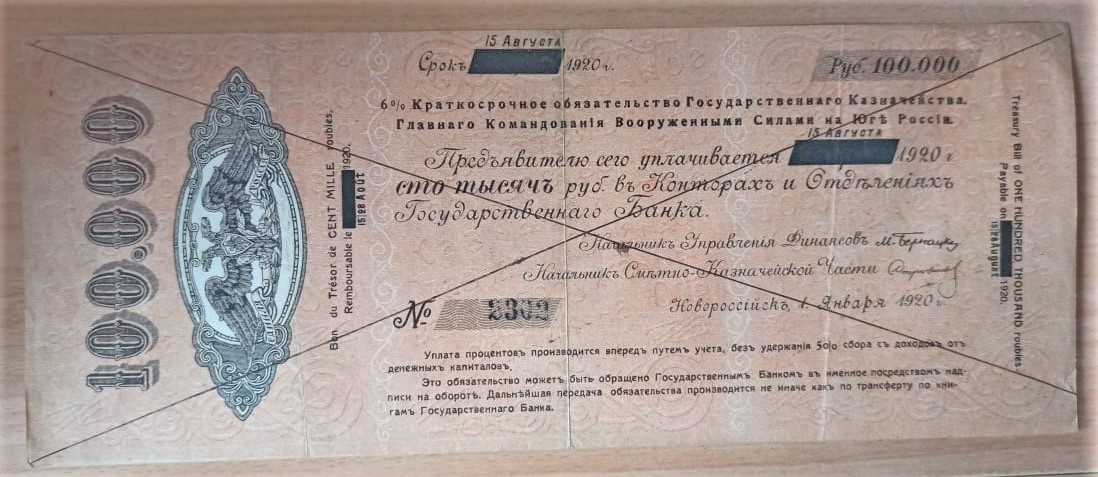 100.000
Bon du Trésor de CENT MILLE roubles.
Remboursable le 1920.
15/28 Août
15 Августа
Срокъ 1920 г.
Руб. 100.000
6% Краткосрочное обязательство Государственнаго Казначейства.
Главнаго Командованія Вооруженными Силами на Югѣ Россіи.
15 Августа
Предъявителю сего уплачивается 1920 г.
сто тысячъ руб. въ Конторахъ и Отдѣленіяхъ
Государственнаго Банка.
Начальникъ Управленія Финансовъ М. Бернацкій
Начальникъ Смѣтно-Казначейской Части
Новороссійскъ, 1 Января 1920 г.
№ 2302
Уплата процентовъ производится впередъ путемъ учета, безъ удержанія 5% сбора съ доходовъ отъ
денежныхъ капиталовъ.
Это обязательство можетъ быть обращено Государственнымъ Банкомъ въ именное посредствомъ над-
писи на оборотѣ. Дальнѣйшая передача обязательства производится не иначе какъ по трансферту по кни-
гамъ Государственнаго Банка.
Treasury Bill of ONE HUNDRED THOUSAND roubles.
Payable on 1920.
15/28 August